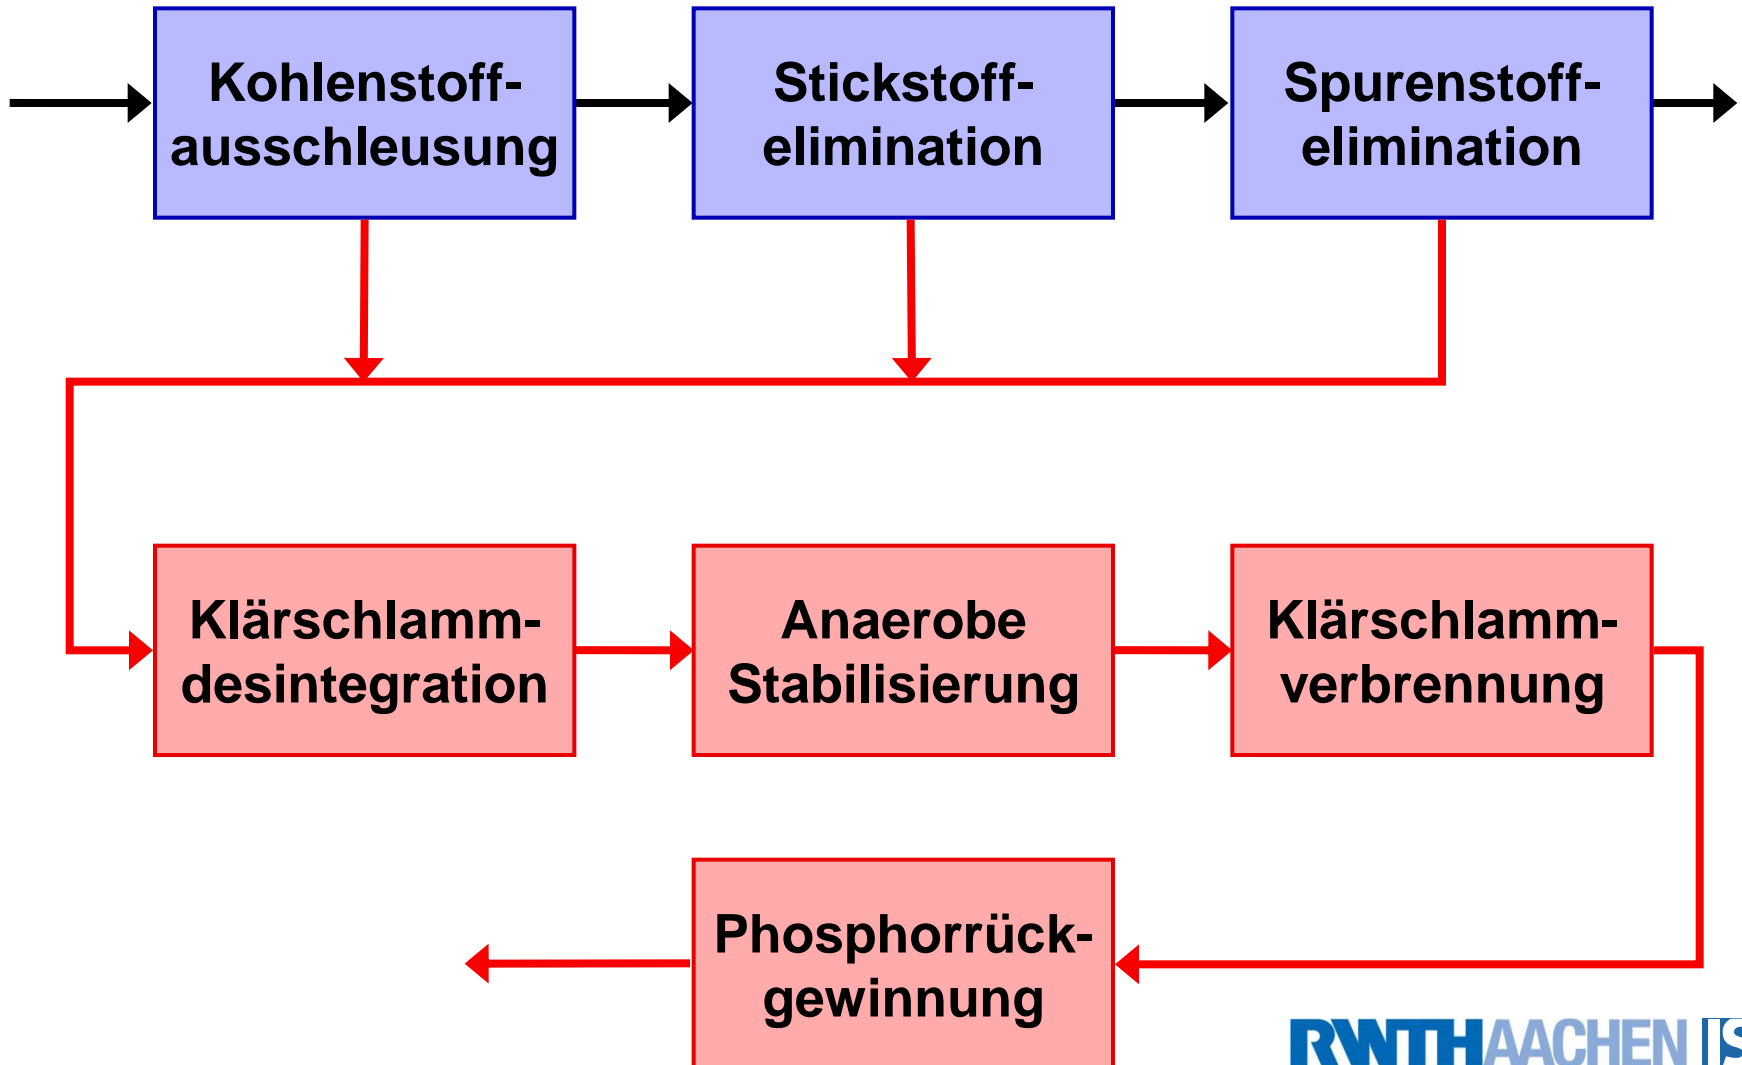 Kohlenstoff-
ausschleusung
Stickstoff-
elimination
Spurenstoff-
elimination
Klärschlamm-
desintegration
Anaerobe
Stabilisierung
Klärschlamm-
verbrennung
Phosphorrück-
gewinnung
RWTHAACHEN